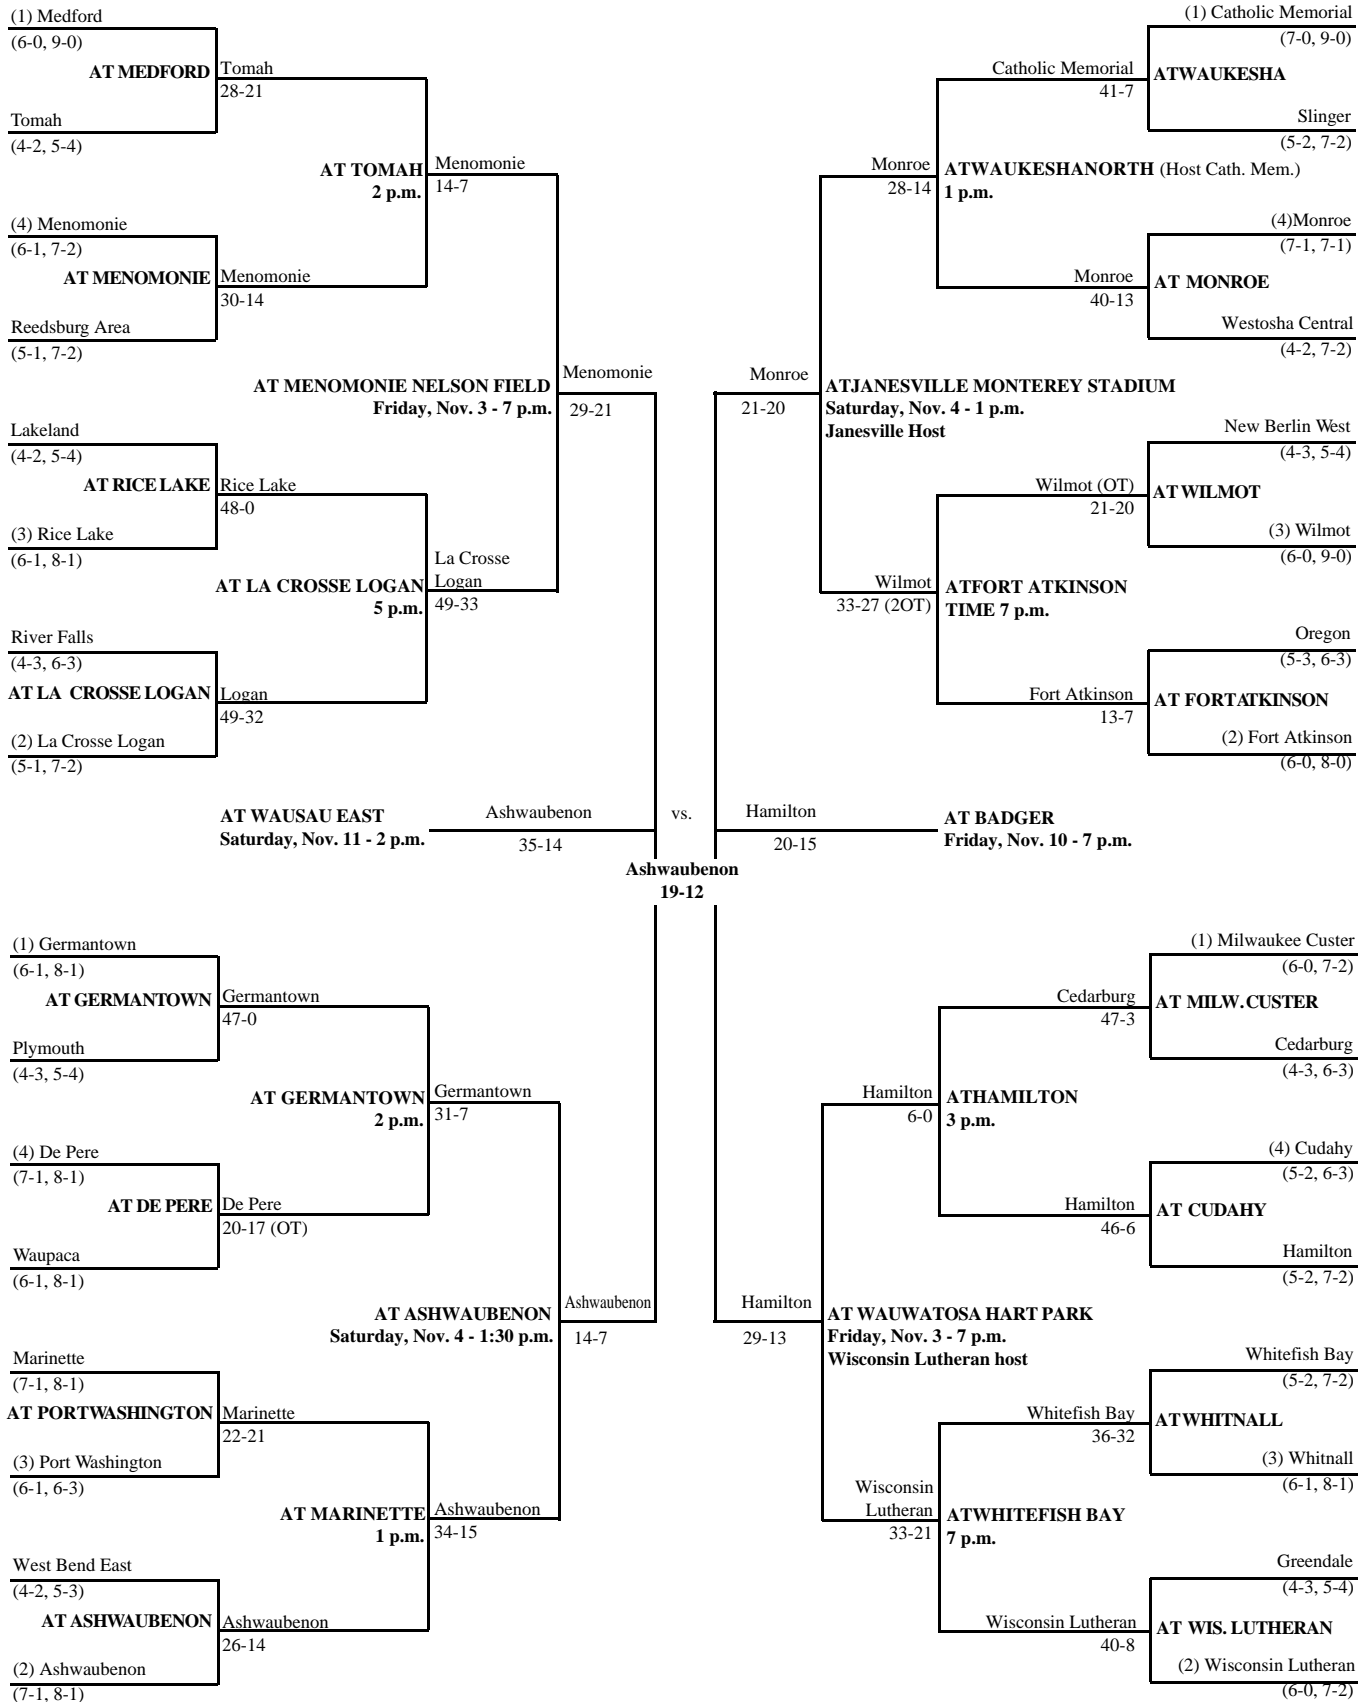 (1) Medford
(6-0, 9-0)
AT MEDFORD
Tomah
28-21
Tomah
(4-2, 5-4)
AT TOMAH
2 p.m.
Menomonie
14-7
(4) Menomonie
(6-1, 7-2)
AT MENOMONIE
Menomonie
30-14
Reedsburg Area
(5-1, 7-2)
AT MENOMONIE NELSON FIELD
Friday, Nov. 3 - 7 p.m.
Menomonie
29-21
Lakeland
(4-2, 5-4)
AT RICE LAKE
Rice Lake
48-0
(3) Rice Lake
(6-1, 8-1)
AT LA CROSSE LOGAN
5 p.m.
La Crosse
Logan
49-33
River Falls
(4-3, 6-3)
AT LA CROSSE LOGAN
Logan
49-32
(2) La Crosse Logan
(5-1, 7-2)
(1) Catholic Memorial
(7-0, 9-0)
Catholic Memorial
41-7
ATWAUKESHA
Slinger
(5-2, 7-2)
Monroe
28-14
ATWAUKESHANORTH (Host Cath. Mem.)
1 p.m.
(4)Monroe
(7-1, 7-1)
Monroe
40-13
AT MONROE
Westosha Central
(4-2, 7-2)
Monroe
21-20
ATJANESVILLE MONTEREY STADIUM
Saturday, Nov. 4 - 1 p.m.
Janesville Host
New Berlin West
(4-3, 5-4)
Wilmot (OT)
21-20
AT WILMOT
(3) Wilmot
(6-0, 9-0)
Wilmot
33-27 (2OT)
ATFORT ATKINSON
TIME 7 p.m.
Oregon
(5-3, 6-3)
Fort Atkinson
13-7
AT FORTATKINSON
(2) Fort Atkinson
(6-0, 8-0)
AT WAUSAU EAST
Saturday, Nov. 11 - 2 p.m.
Ashwaubenon
35-14
vs.
Hamilton
20-15
AT BADGER
Friday, Nov. 10 - 7 p.m.
Ashwaubenon
19-12
(1) Germantown
(6-1, 8-1)
AT GERMANTOWN
Germantown
47-0
Plymouth
(4-3, 5-4)
AT GERMANTOWN
2 p.m.
Germantown
31-7
(4) De Pere
(7-1, 8-1)
AT DE PERE
De Pere
20-17 (OT)
Waupaca
(6-1, 8-1)
AT ASHWAUBENON
Saturday, Nov. 4 - 1:30 p.m.
Ashwaubenon
14-7
Marinette
(7-1, 8-1)
AT PORTWASHINGTON
Marinette
22-21
(3) Port Washington
(6-1, 6-3)
AT MARINETTE
1 p.m.
Ashwaubenon
34-15
West Bend East
(4-2, 5-3)
AT ASHWAUBENON
Ashwaubenon
26-14
(2) Ashwaubenon
(7-1, 8-1)
(1) Milwaukee Custer
(6-0, 7-2)
Cedarburg
47-3
AT MILW. CUSTER
Cedarburg
(4-3, 6-3)
Hamilton
6-0
ATHAMILTON
3 p.m.
(4) Cudahy
(5-2, 6-3)
Hamilton
46-6
AT CUDAHY
Hamilton
(5-2, 7-2)
Hamilton
29-13
AT WAUWATOSA HART PARK
Friday, Nov. 3 - 7 p.m.
Wisconsin Lutheran host
Whitefish Bay
(5-2, 7-2)
Whitefish Bay
36-32
AT WHITNALL
(3) Whitnall
(6-1, 8-1)
Wisconsin
Lutheran
33-21
ATWHITEFISH BAY
7 p.m.
Greendale
(4-3, 5-4)
Wisconsin Lutheran
40-8
AT WIS. LUTHERAN
(2) Wisconsin Lutheran
(6-0, 7-2)